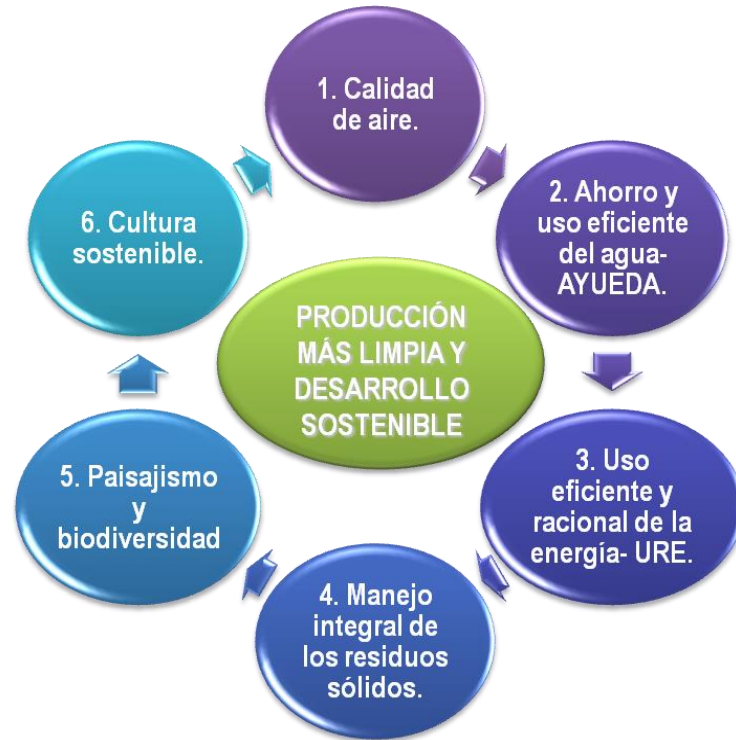 1. Calidad
de aire.
2. Ahorro y
uso eficiente
del agua-
AYUEDA.
3. Uso
eficiente y
racional de la
energía- URE.
4. Manejo
integral de
los residuos
sólidos.
5. Paisajismo
y
biodiversidad
6. Cultura
sostenible.
PRODUCCIÓN
MÁS LIMPIA Y
DESARROLLO
SOSTENIBLE